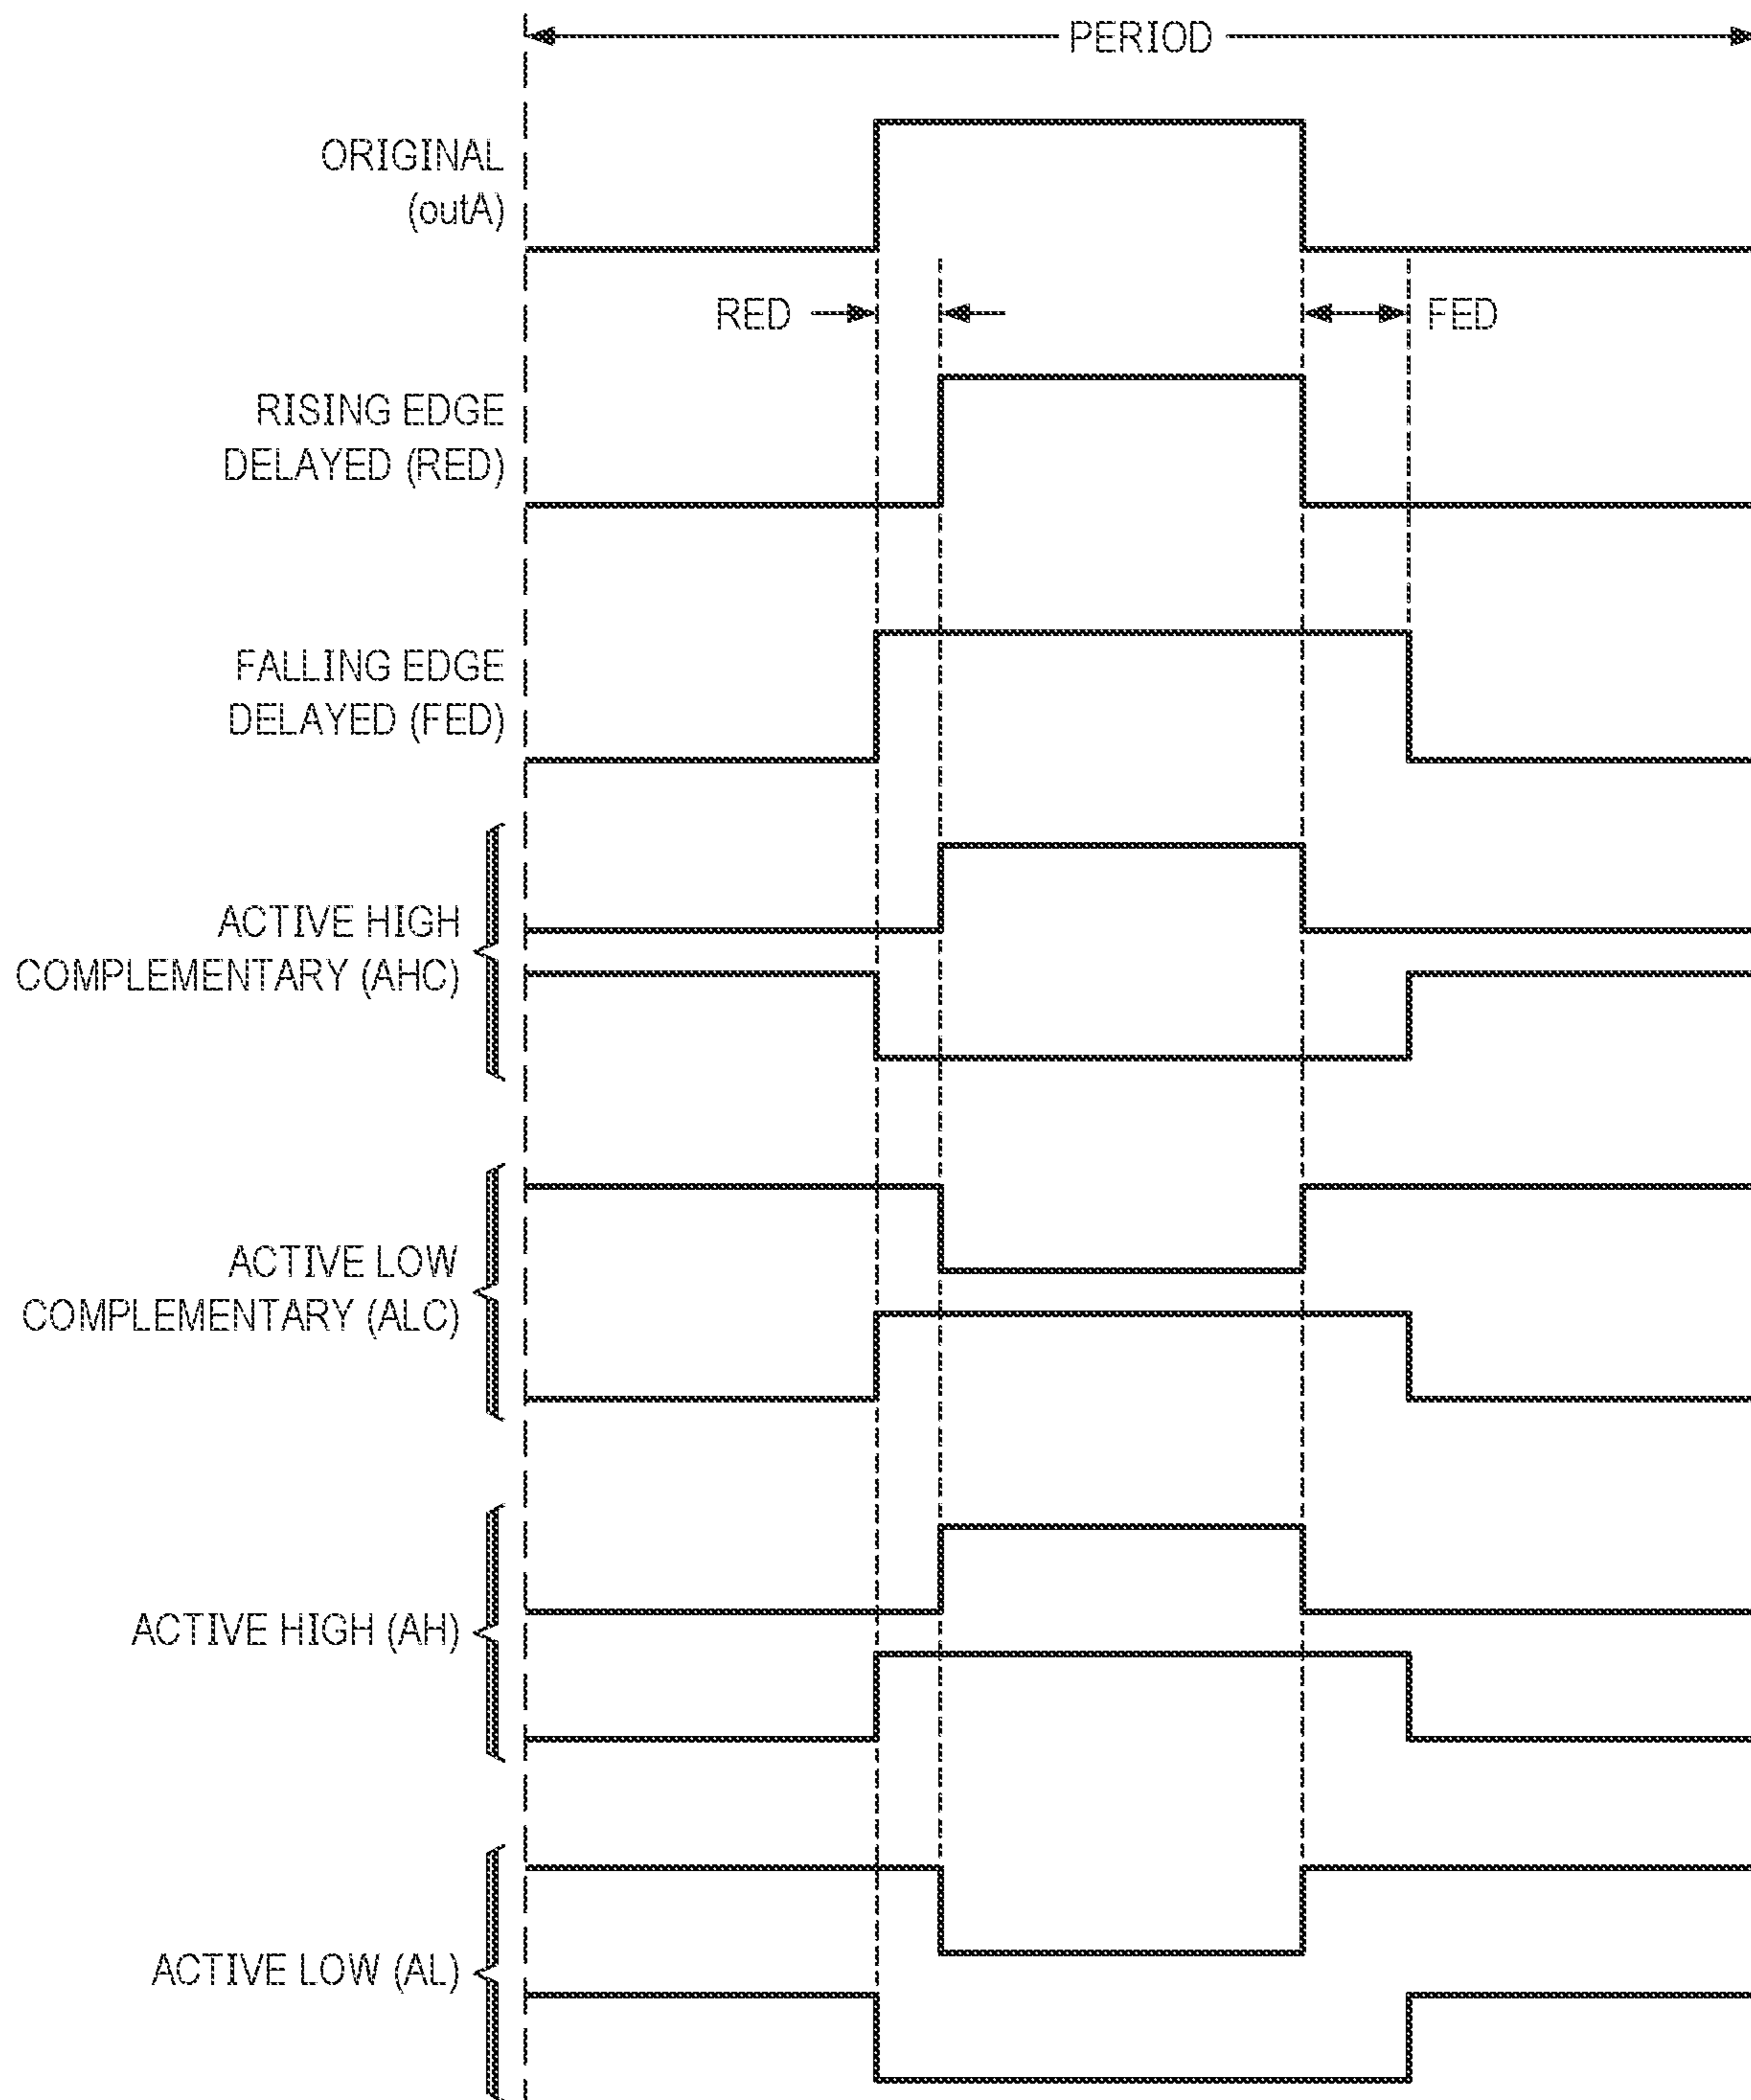 PERIOD
ORIGINAL
(outA)
RED
FED
RISING EDGE
DELAYED (RED)
FALLING EDGE
DELAYED (FED)
ACTIVE HIGH
COMPLEMENTARY (AHC)
ACTIVE LOW
COMPLEMENTARY (ALC)
ACTIVE HIGH (AH)
ACTIVE LOW (AL)